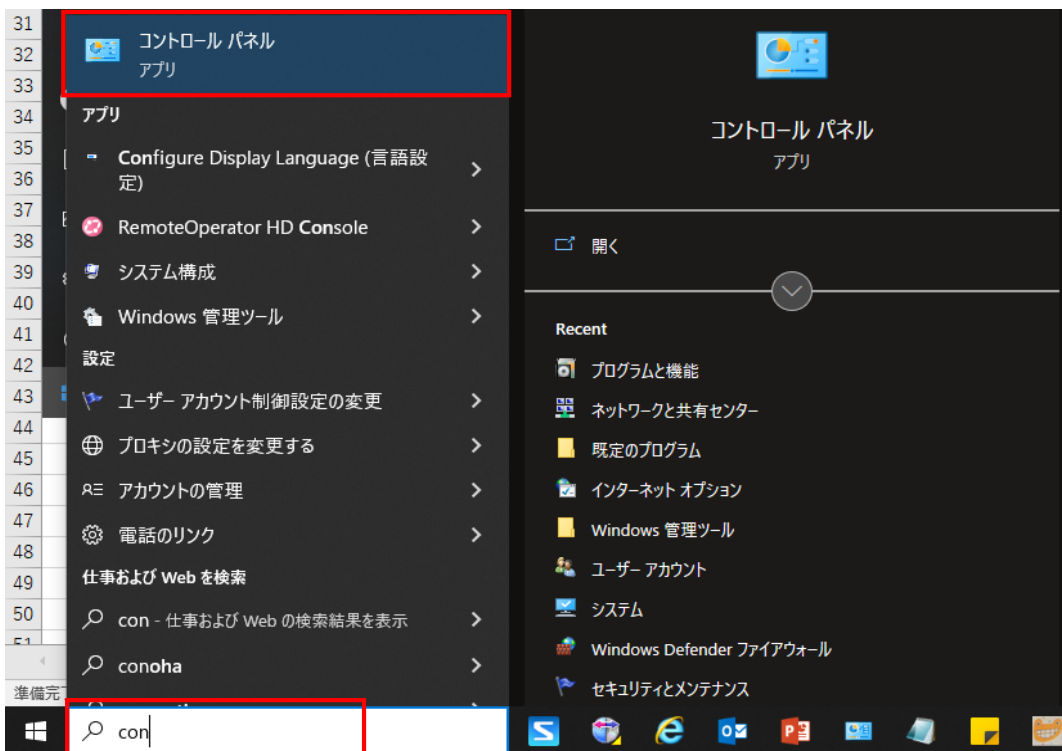 31
32
33
34
35
36
37
38
39
40
41
42
43
44
45
46
47
48
49
50
51
準備完了
コントロール パネル
アプリ
アプリ
Configure Display Language (言語設
定)
RemoteOperator HD Console
システム構成
Windows 管理ツール
設定
ユーザー アカウント制御設定の変更
プロキシの設定を変更する
アカウントの管理
電話のリンク
仕事および Web を検索
con - 仕事および Web の検索結果を表示
conoha
con
コントロール パネル
アプリ
開く
Recent
プログラムと機能
ネットワークと共有センター
既定のプログラム
インターネット オプション
Windows 管理ツール
ユーザー アカウント
システム
Windows Defender ファイアウォール
セキュリティとメンテナンス